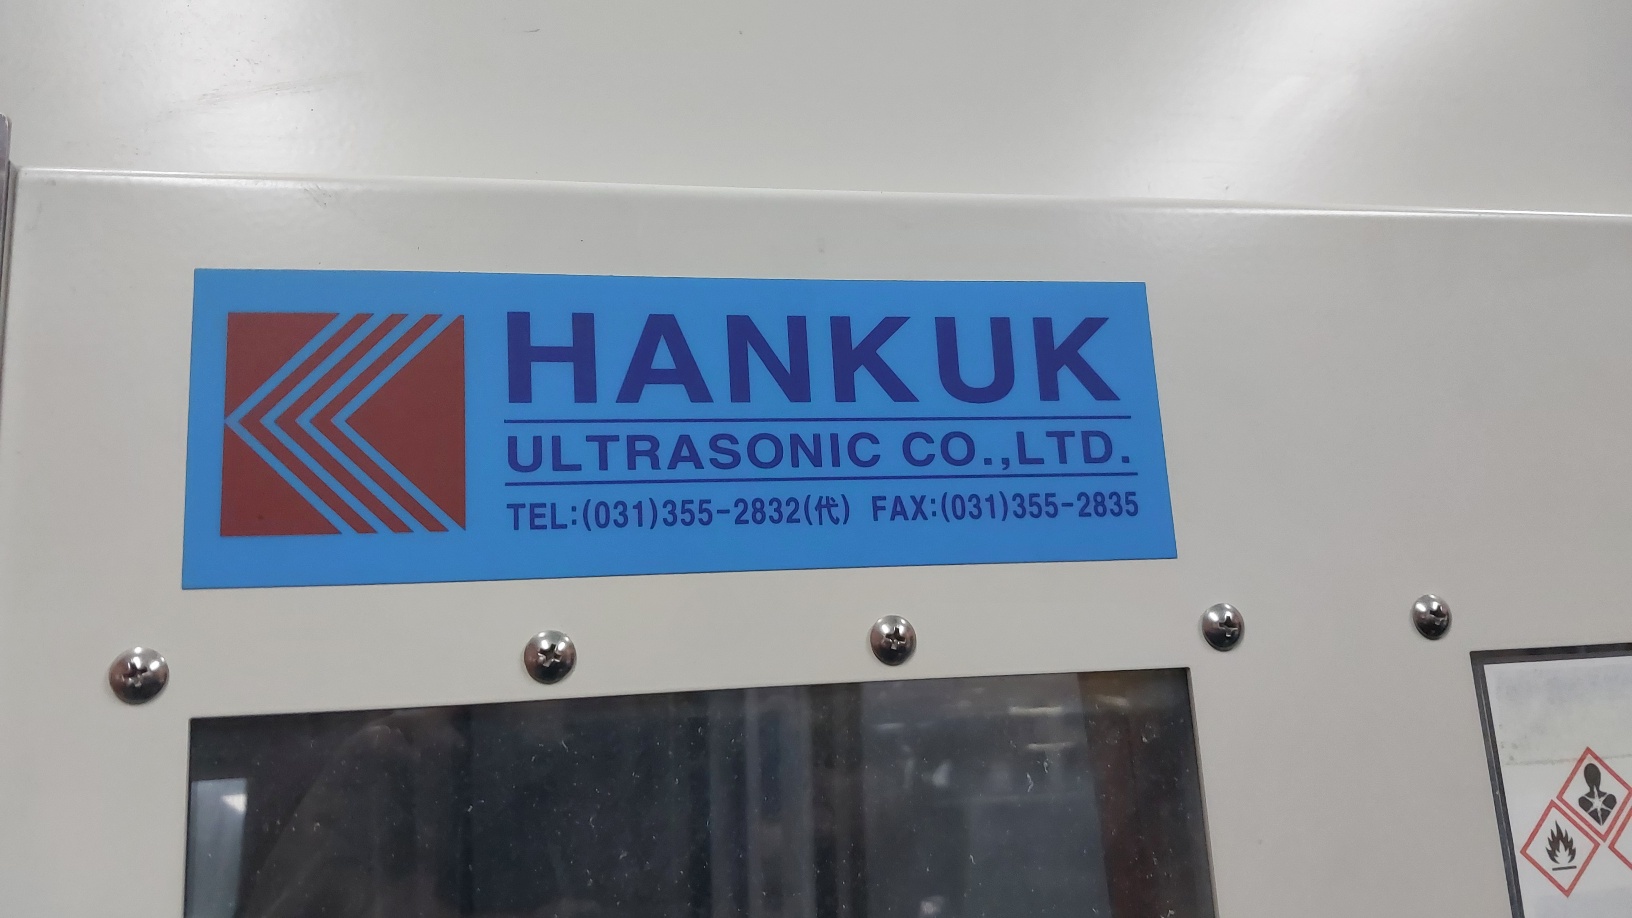 HANKUK
ULTRASONIC CO.,LTD.
TEL:(031)355-2832(代) FAX:(031)355-2835